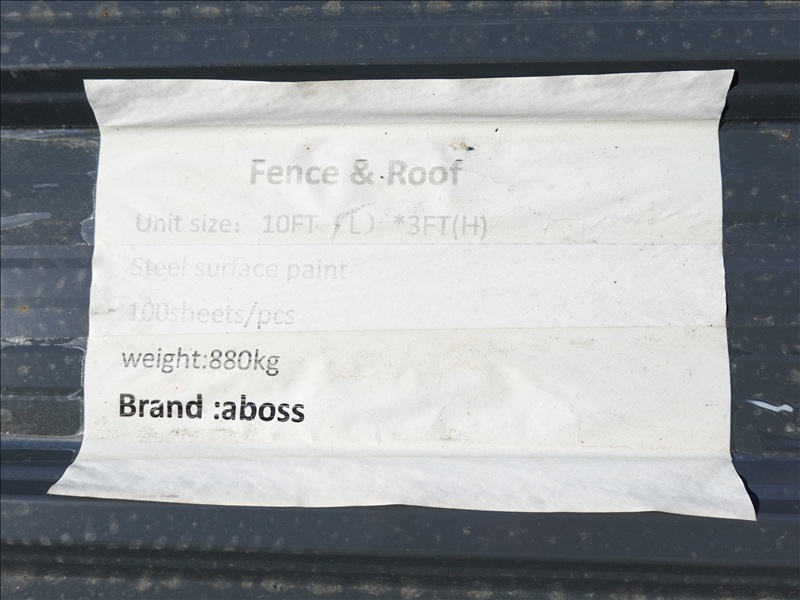 Fence & Roof
Unit size: 10FT （L） *3FT(H)
Steel surface paint
100sheets/pcs
weight:880kg
Brand :aboss